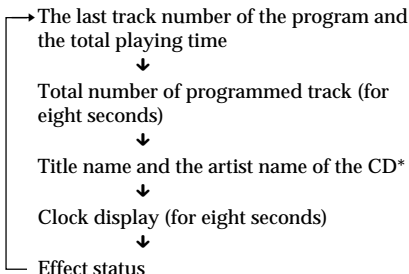 The last track number of the program and
the total playing time
Total number of programmed track (for
eight seconds)
Title name and the artist name of the CD*
Clock display (for eight seconds)
Effect status